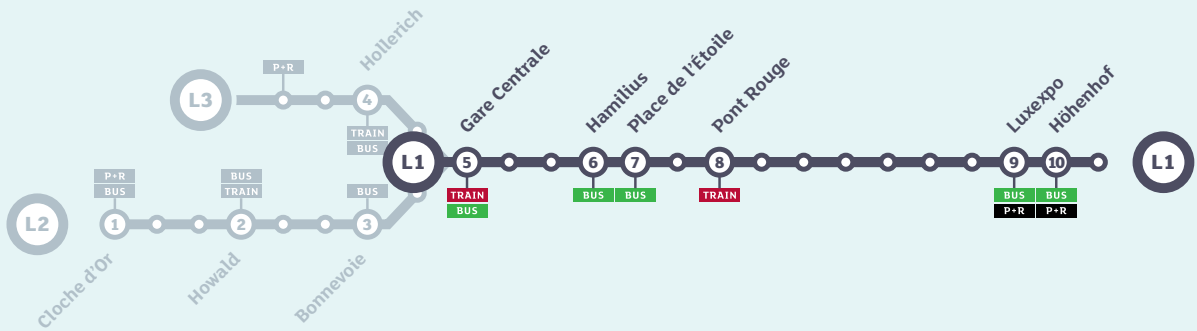 Hollerich
P+R
L3
4
TRAIN
BUS
Gare Centrale
Hamilius
Place de l'Étoile
Pont Rouge
Luxexpo
Höhenhof
L1
5
6
7
8
9
10
L1
TRAIN
BUS
BUS
BUS
TRAIN
BUS
P+R
BUS
P+R
P+R
BUS
BUS
TRAIN
BUS
L2
1
2
3
Cloche d'Or
Howald
Bonnevoie